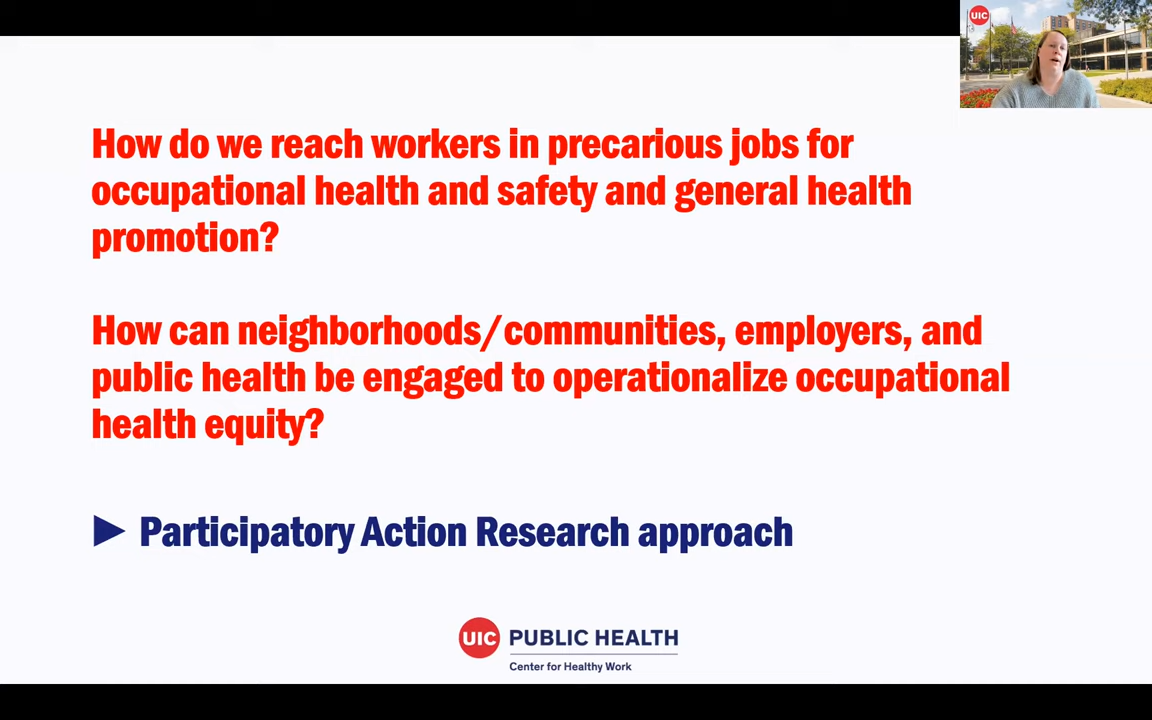 UIC
How do we reach workers in precarious jobs for
occupational health and safety and general health
promotion?
How can neighborhoods/communities, employers, and
public health be engaged to operationalize occupational
health equity?
► Participatory Action Research approach
UIC PUBLIC HEALTH
Center for Healthy Work